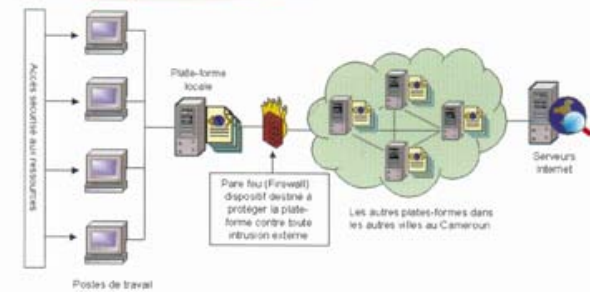 Accès sécurisé aux ressources
Plate-forme
locale
Pare feu (Firewall)
dispositif destiné à
protéger la plate-
forme contre toute
intrusion externe
Les autres plates-formes dans
les autres villes au Cameroun
Serveurs
Internet
Postes de travail